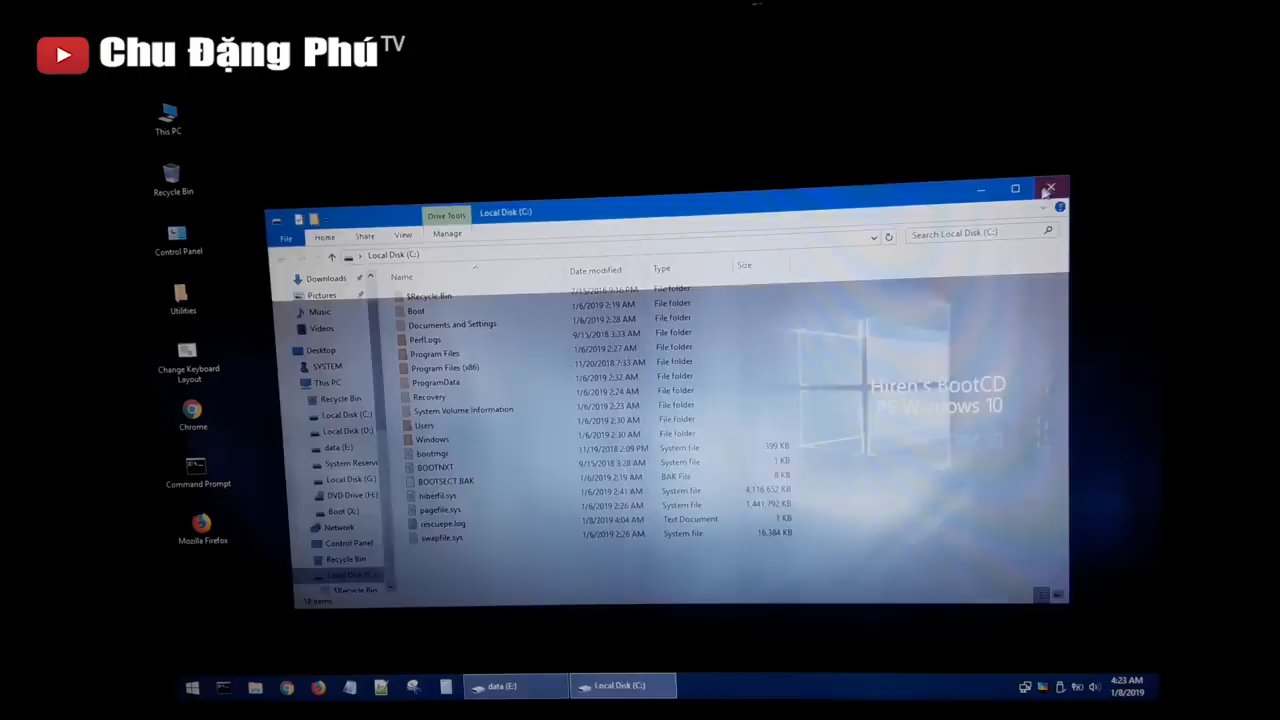 Chu Đặng Phú TV
This PC
Recycle Bin
Control Panel
Utilities
Change Keyboard
Layout
Chrome
Command Prompt
Mozilla Firefox
Drive Tools
Local Disk (C:)
File
Home
Share
View
Manage
Local Disk (C:)
Search Local Disk (C:)
Downloads
Pictures
Music
Videos
Desktop
SYSTEM
This PC
Recycle Bin
Local Disk (C:)
Local Disk (D:)
data (E:)
System Reserv
Local Disk (G:)
DVD Drive (H:)
Boot (X:)
Network
Control Panel
Recycle Bin
$Recycle.Bin
18 items
Name Date modified Type Size
$Recycle.Bin 7/15/2016 9:16 PM File folder
Boot 1/6/2019 2:19 AM File folder
Documents and Settings 1/6/2019 2:28 AM File folder
PerfLogs 9/15/2018 3:33 AM File folder
Program Files 1/6/2019 2:27 AM File folder
Program Files (x86) 11/20/2018 7:33 AM File folder
ProgramData 1/6/2019 2:32 AM File folder
Recovery 1/6/2019 2:24 AM File folder
System Volume Information 1/6/2019 2:23 AM File folder
Users 1/6/2019 2:30 AM File folder
Windows 1/6/2019 2:30 AM File folder
bootmgr 11/19/2018 2:09 PM System file 399 KB
BOOTNXT 9/15/2018 3:28 AM System file 1 KB
BOOTSECT.BAK 1/6/2019 2:19 AM BAK File 8 KB
hiberfil.sys 1/6/2019 2:41 AM System file 4,116,652 KB
pagefile.sys 1/6/2019 2:26 AM System file 1,441,792 KB
rescuepe.log 1/8/2019 4:04 AM Text Document 1 KB
swapfile.sys 1/6/2019 2:26 AM System file 16,384 KB
Hiren's BootCD
PE Windows 10
data (E:)
Local Disk (C:)
4:23 AM
1/8/2019